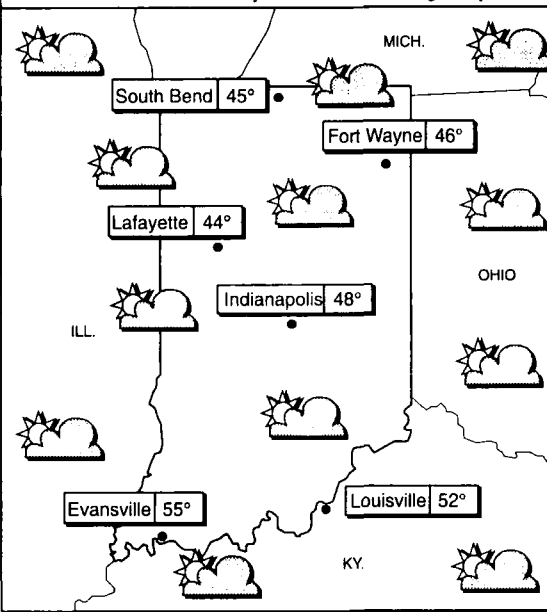 MICH.
South Bend 45°
Fort Wayne 46°
Lafayette 44°
OHIO
Indianapolis 48°
ILL.
Evansville 55°
Louisville 52°
KY.